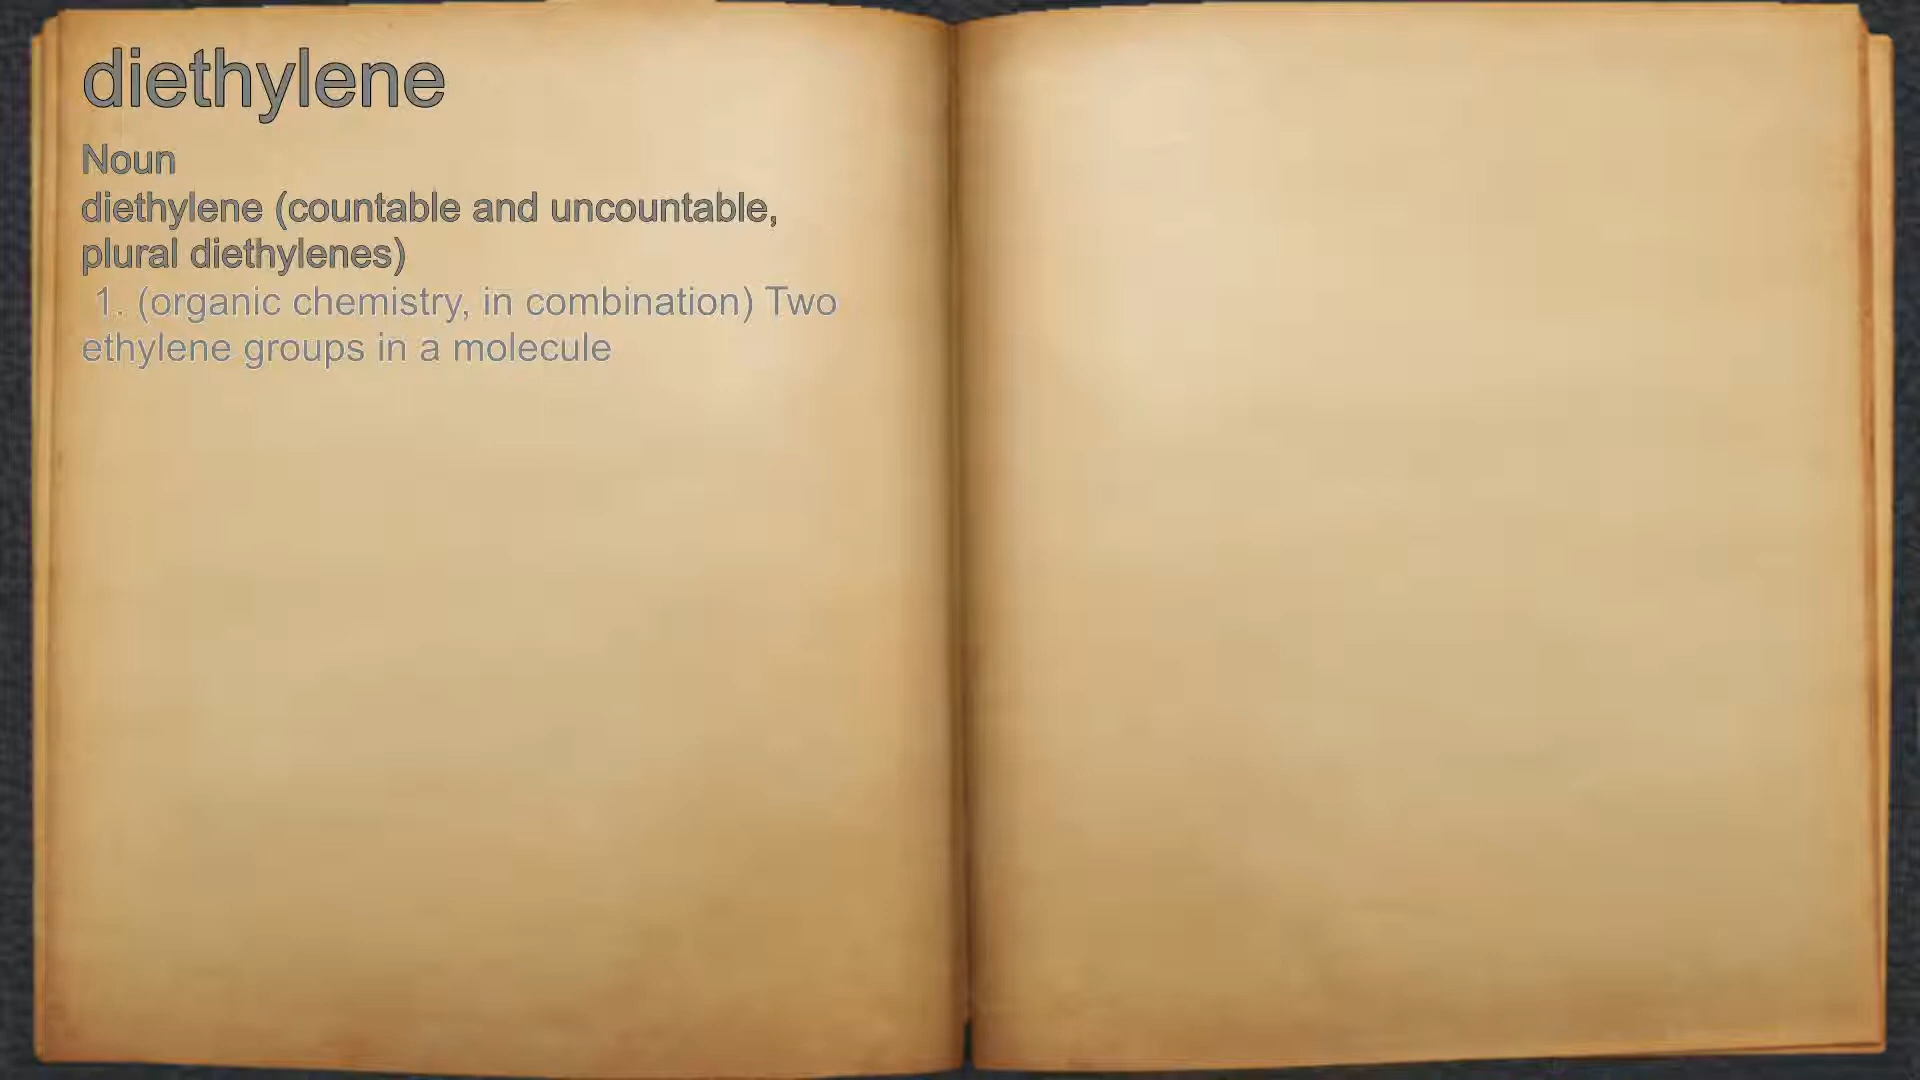 diethylene
Noun
diethylene (countable and uncountable,
plural diethylenes)
1. (organic chemistry, in combination) Two
ethylene groups in a molecule